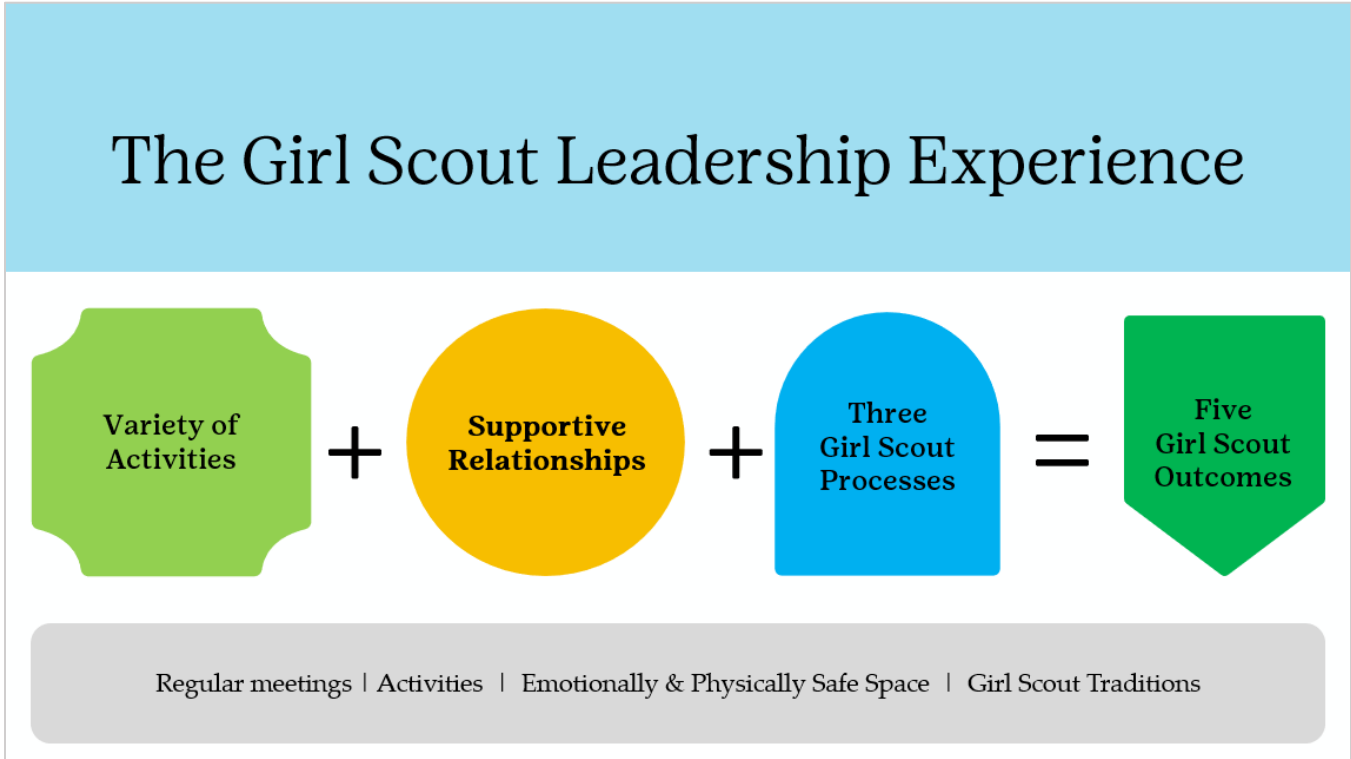 The Girl Scout Leadership Experience
Variety of
Activities
+
Supportive
Relationships
+
Three
Girl Scout
Processes
=
Five
Girl Scout
Outcomes
Regular meetings | Activities | Emotionally & Physically Safe Space | Girl Scout Traditions